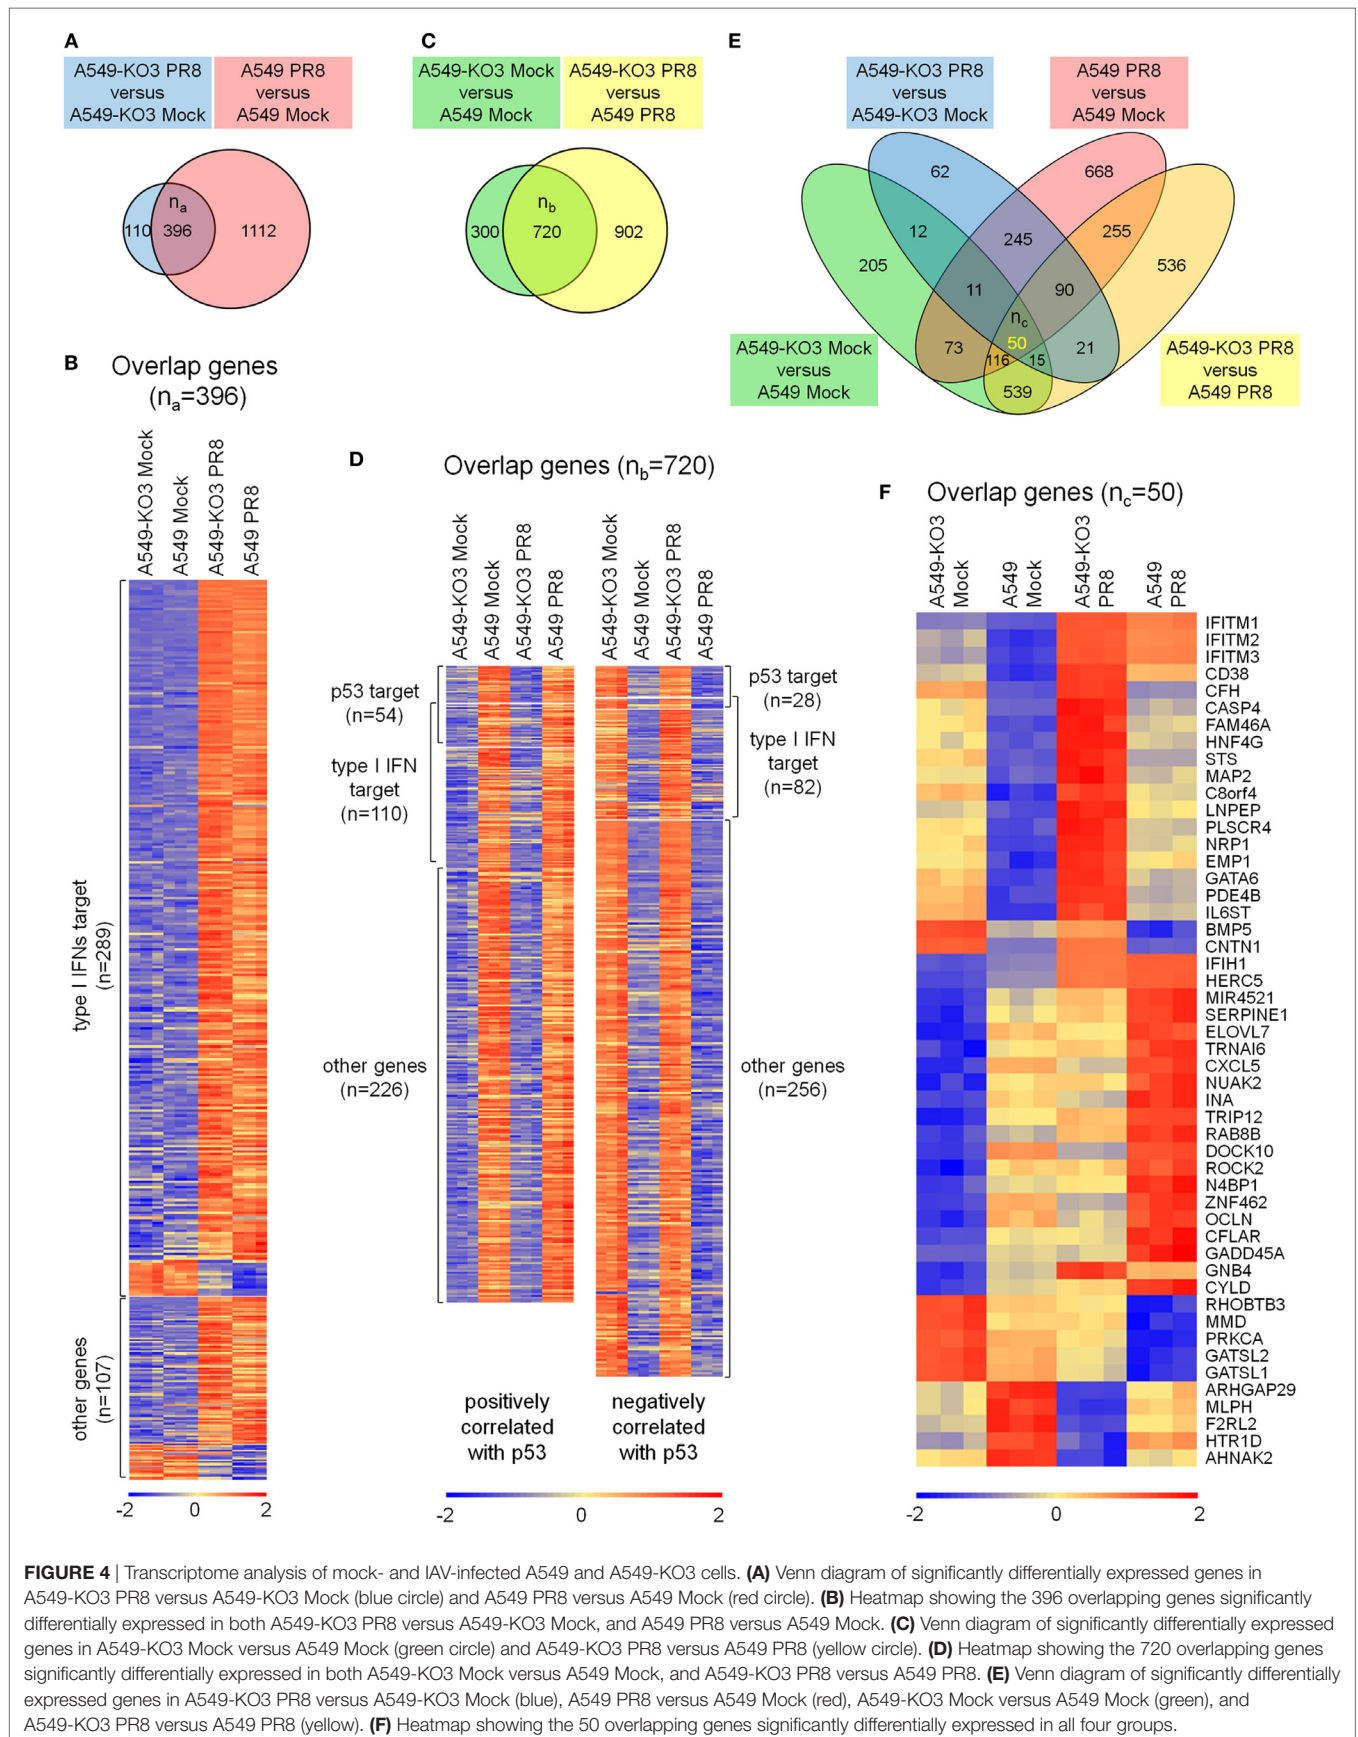 A
A549-KO3 PR8
versus
A549-KO3 Mock
A549 PR8
versus
A549 Mock
na
110
396
1112
C
A549-KO3 Mock
versus
A549 Mock
A549-KO3 PR8
versus
A549 PR8
nb
300
720
902
E
A549-KO3 PR8
versus
A549-KO3 Mock
A549 PR8
versus
A549 Mock
62
668
12
245
255
205
536
11
90
nc
50
73
116
15
21
539
A549-KO3 Mock
versus
A549 Mock
A549-KO3 PR8
versus
A549 PR8
B
Overlap genes
(na=396)
A549-KO3 Mock
A549 Mock
A549-KO3 PR8
A549 PR8
type I IFNs target
(n=289)
other genes
(n=107)
-2
0
2
D
Overlap genes (nb=720)
A549-KO3 Mock
A549 Mock
A549-KO3 PR8
A549 PR8
A549-KO3 Mock
A549 Mock
A549-KO3 PR8
A549 PR8
p53 target
(n=54)
type I IFN
target
(n=110)
other genes
(n=226)
p53 target
(n=28)
type I IFN
target
(n=82)
other genes
(n=256)
positively
correlated
with p53
negatively
correlated
with p53
-2
0
2
F
Overlap genes (nc=50)
A549-KO3
Mock
A549
Mock
A549-KO3
PR8
A549
PR8
IFITM1
IFITM2
IFITM3
CD38
CFH
CASP4
FAM46A
HNF4G
STS
MAP2
C8orf4
LNPEP
PLSCR4
NRP1
EMP1
GATA6
PDE4B
IL6ST
BMP5
CNTN1
IFIH1
HERC5
MIR4521
SERPINE1
ELOVL7
TRNAI6
CXCL5
NUAK2
INA
TRIP12
RAB8B
DOCK10
ROCK2
N4BP1
ZNF462
OCLN
CFLAR
GADD45A
GNB4
CYLD
RHOBTB3
MMD
PRKCA
GATSL2
GATSL1
ARHGAP29
MLPH
F2RL2
HTR1D
AHNAK2
-2
0
2
FIGURE 4 | Transcriptome analysis of mock- and IAV-infected A549 and A549-KO3 cells. (A) Venn diagram of significantly differentially expressed genes in
A549-KO3 PR8 versus A549-KO3 Mock (blue circle) and A549 PR8 versus A549 Mock (red circle). (B) Heatmap showing the 396 overlapping genes significantly
differentially expressed in both A549-KO3 PR8 versus A549-KO3 Mock, and A549 PR8 versus A549 Mock. (C) Venn diagram of significantly differentially expressed
genes in A549-KO3 Mock versus A549 Mock (green circle) and A549-KO3 PR8 versus A549 PR8 (yellow circle). (D) Heatmap showing the 720 overlapping genes
significantly differentially expressed in both A549-KO3 Mock versus A549 Mock, and A549-KO3 PR8 versus A549 PR8. (E) Venn diagram of significantly differentially
expressed genes in A549-KO3 PR8 versus A549-KO3 Mock (blue), A549 PR8 versus A549 Mock (red), A549-KO3 Mock versus A549 Mock (green), and
A549-KO3 PR8 versus A549 PR8 (yellow). (F) Heatmap showing the 50 overlapping genes significantly differentially expressed in all four groups.